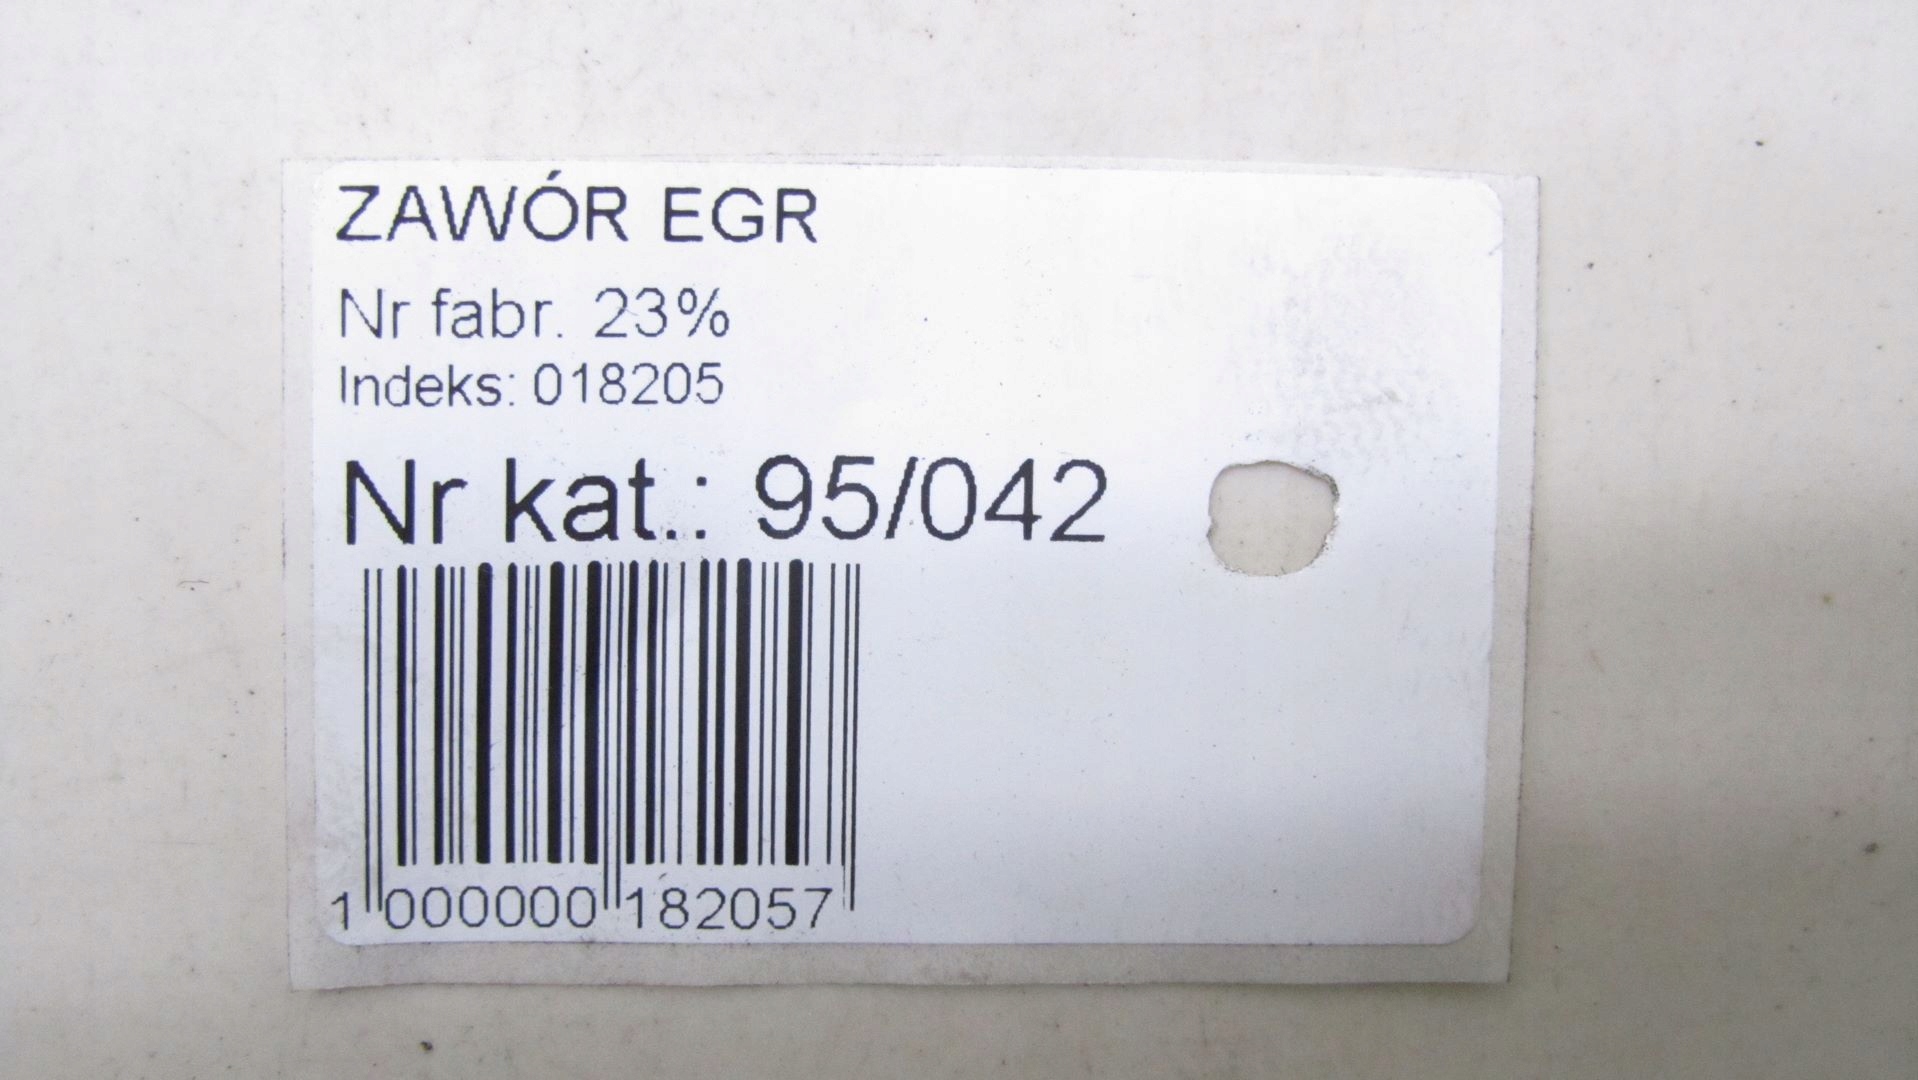 ZAWÓR EGR
Nr fabr. 23%
Indeks: 018205
Nr kat.: 95/042
1 000000 182057